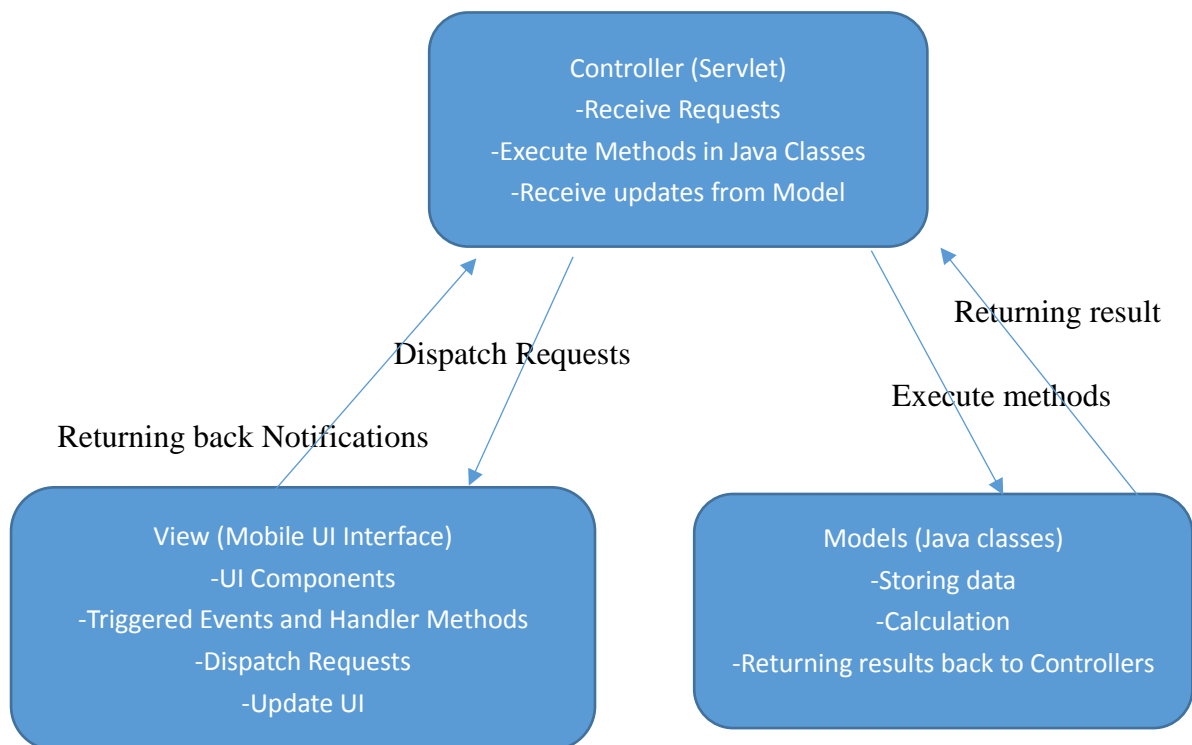 Controller (Servlet)
-Receive Requests
-Execute Methods in Java Classes
-Receive updates from Model
Returning result
Dispatch Requests
Execute methods
Returning back Notifications
View (Mobile UI Interface)
-UI Components
-Triggered Events and Handler Methods
-Dispatch Requests
-Update UI
Models (Java classes)
-Storing data
-Calculation
-Returning results back to Controllers